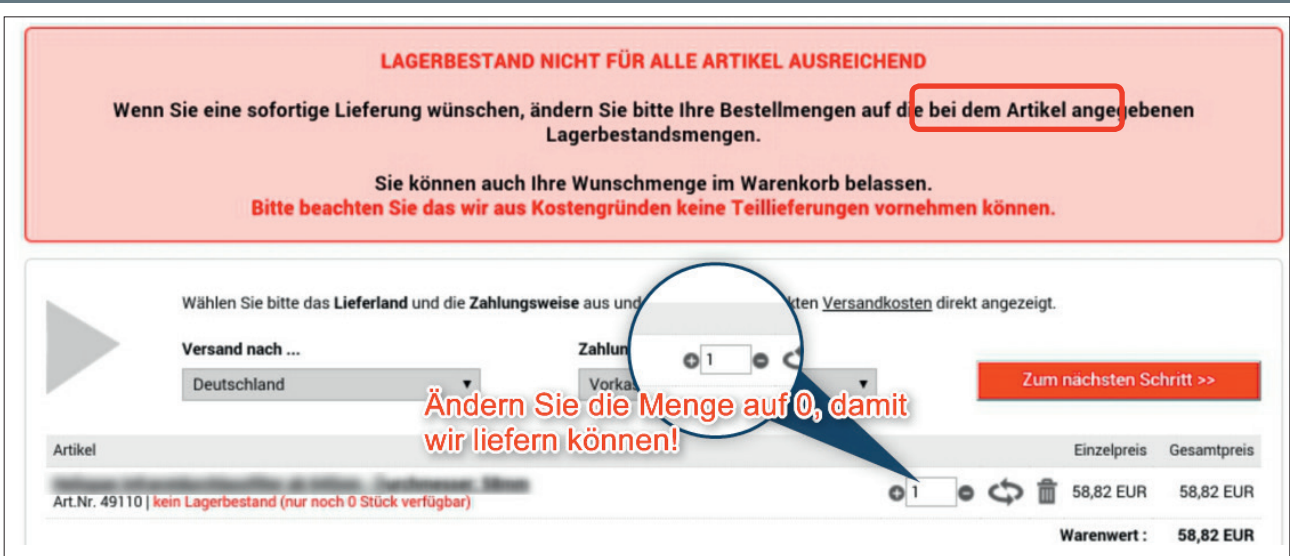 LAGERBESTAND NICHT FÜR ALLE ARTIKEL AUSREICHEND
Wenn Sie eine sofortige Lieferung wünschen, ändern Sie bitte Ihre Bestellmengen auf die bei dem Artikel angegebenen
Lagerbestandsmengen.
Sie können auch Ihre Wunschmenge im Warenkorb belassen.
Bitte beachten Sie das wir aus Kostengründen keine Teillieferungen vornehmen können.
Wählen Sie bitte das Lieferland und die Zahlungsweise aus und kten Versandkosten direkt angezeigt.
Versand nach ... Zahlun
1
Deutschland Vorka
Zum nächsten Schritt >>
Ändern Sie die Menge auf 0, damit
wir liefern können!
Artikel Einzelpreis Gesamtpreis
1 58,82 EUR 58,82 EUR
Art.Nr. 49110 | kein Lagerbestand (nur noch 0 Stück verfügbar)
Warenwert : 58,82 EUR